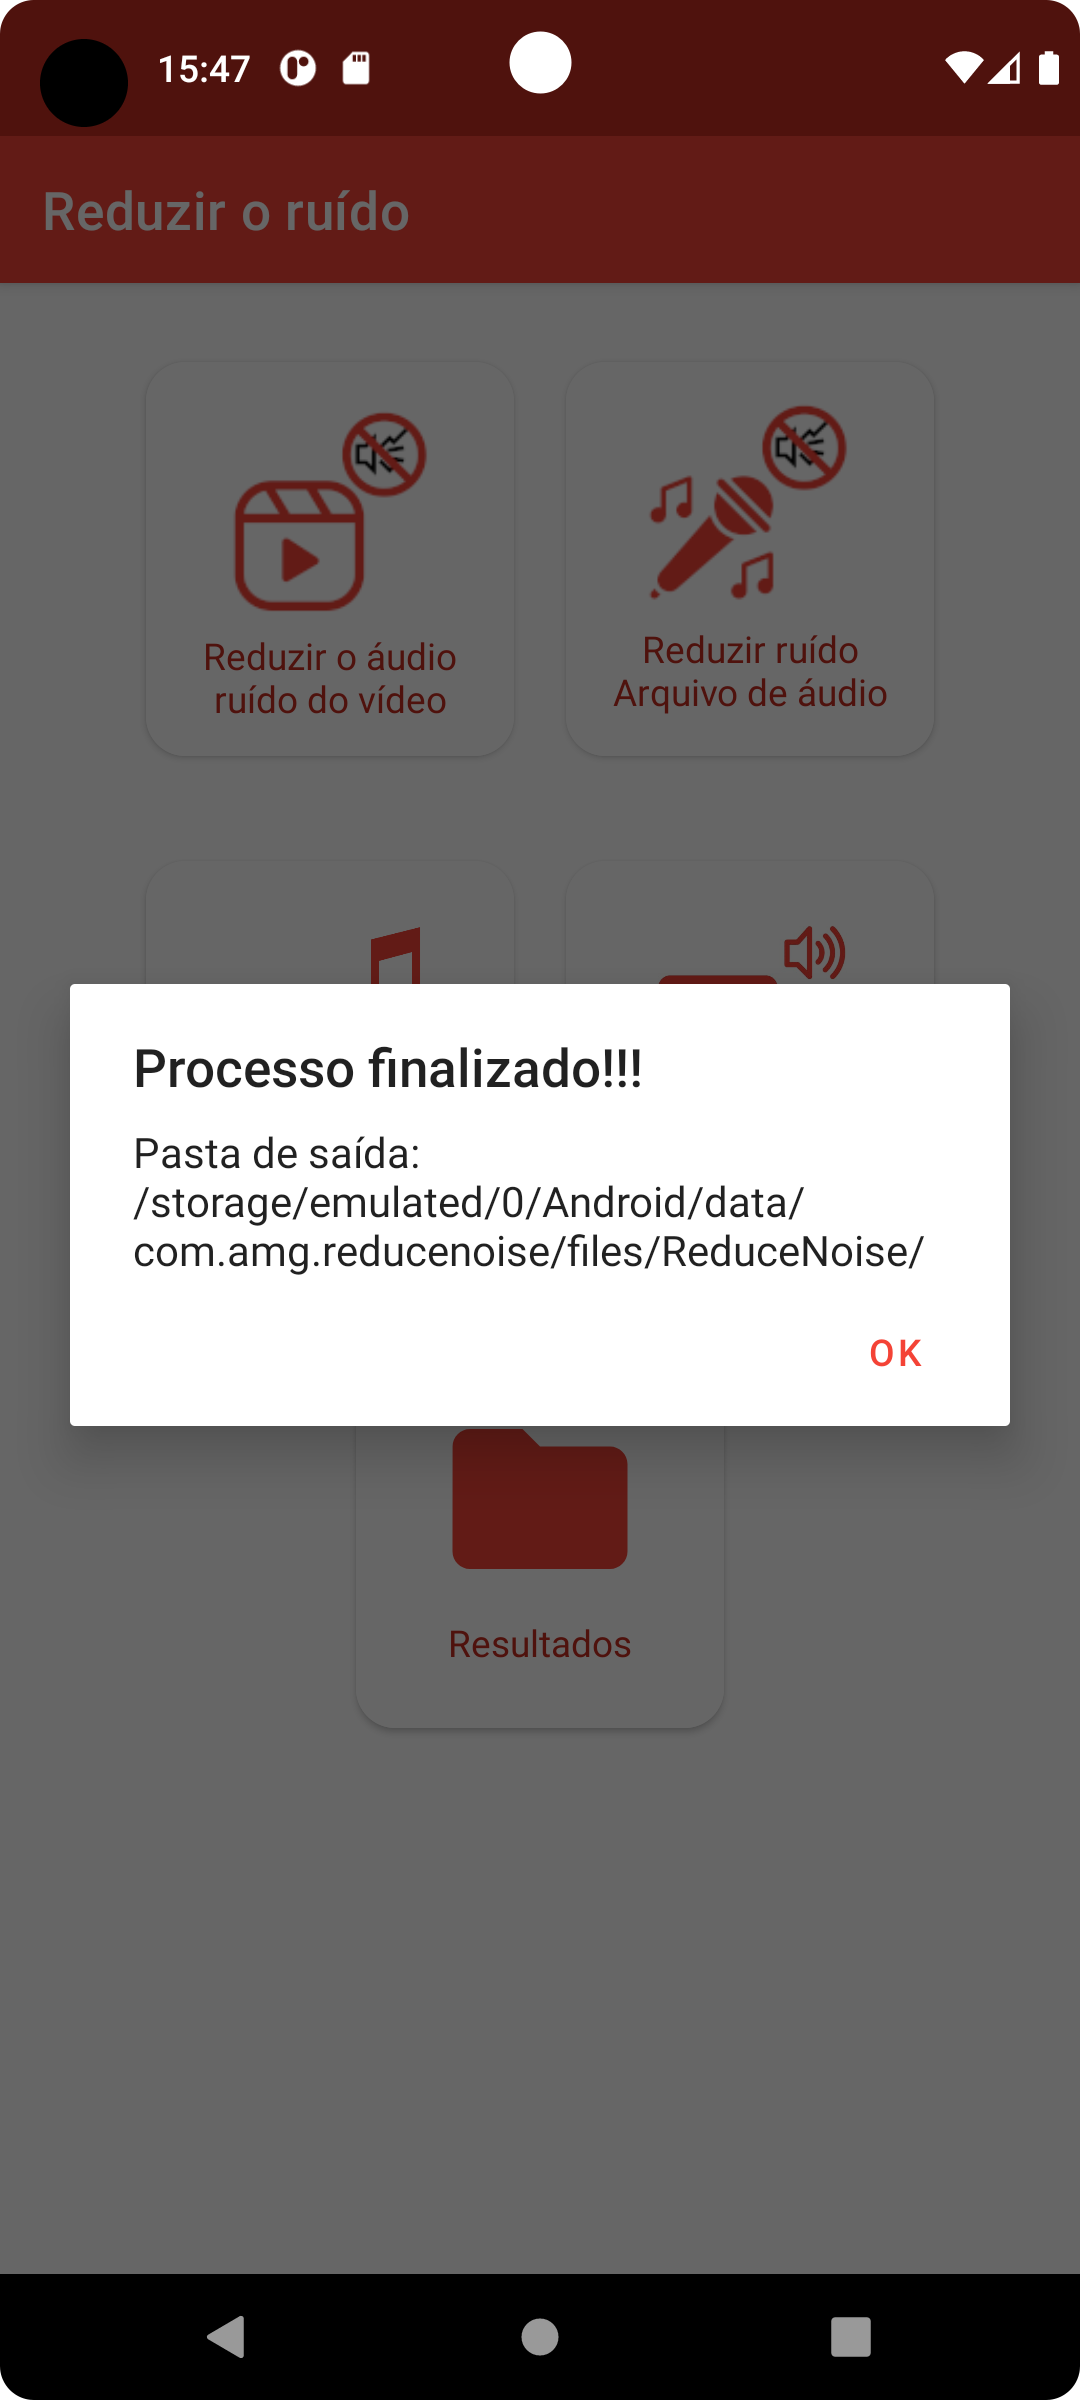 15:47
Reduzir o ruído
Reduzir o áudio
ruído do vídeo
Reduzir ruído
Arquivo de áudio
Processo finalizado!!!
Pasta de saída:
/storage/emulated/0/Android/data/
com.amg.reducenoise/files/ReduceNoise/
OK
Resultados